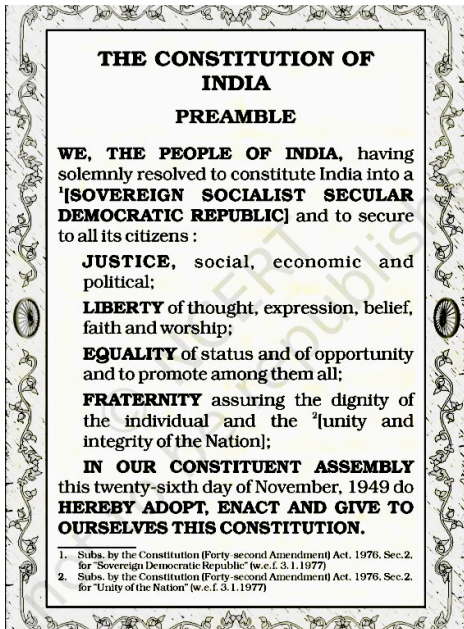 THE CONSTITUTION OF
INDIA
PREAMBLE
WE, THE PEOPLE OF INDIA, having
solemnly resolved to constitute India into a
¹[SOVEREIGN SOCIALIST SECULAR
DEMOCRATIC REPUBLIC] and to secure
to all its citizens :
JUSTICE, social, economic and
political;
LIBERTY of thought, expression, belief,
faith and worship;
EQUALITY of status and of opportunity
and to promote among them all;
FRATERNITY assuring the dignity of
the individual and the ²[unity and
integrity of the Nation];
IN OUR CONSTITUENT ASSEMBLY
this twenty-sixth day of November, 1949 do
HEREBY ADOPT, ENACT AND GIVE TO
OURSELVES THIS CONSTITUTION.
1. Subs. by the Constitution (Forty-second Amendment) Act, 1976, Sec.2,
for "Sovereign Democratic Republic" (w.e.f. 3.1.1977)
2. Subs. by the Constitution (Forty-second Amendment) Act, 1976, Sec.2,
for "Unity of the Nation" (w.e.f. 3.1.1977)
© NCERT
not to be republished